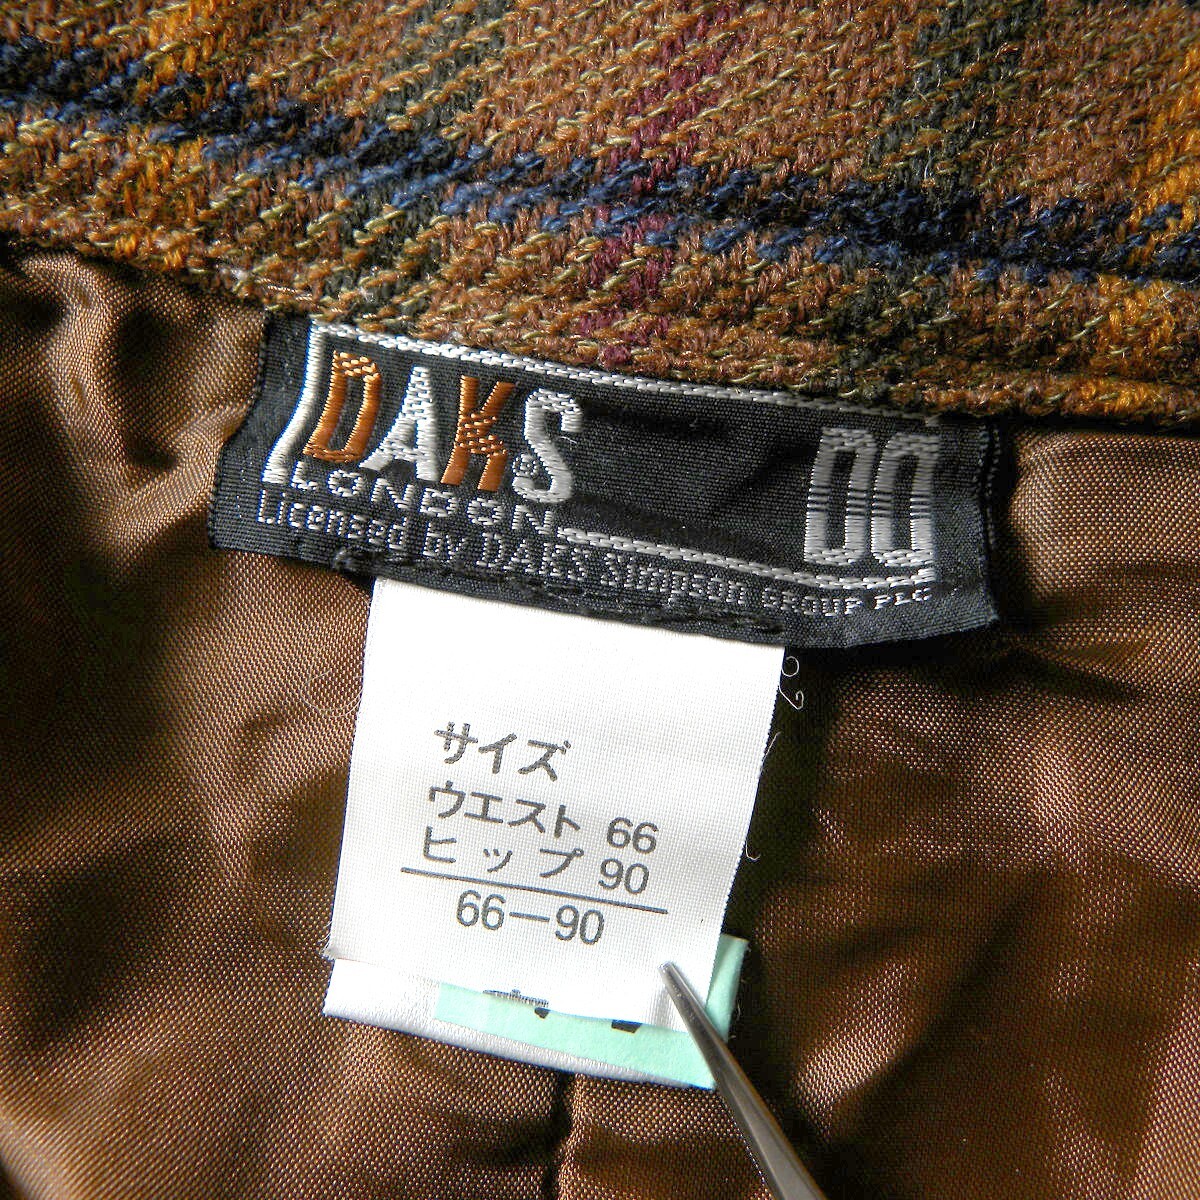 DAKS
LONDON
Licensed by DAKS Simpson GROUP PLC
DD
サイズ
ウエスト 66
ヒップ 90
66-90